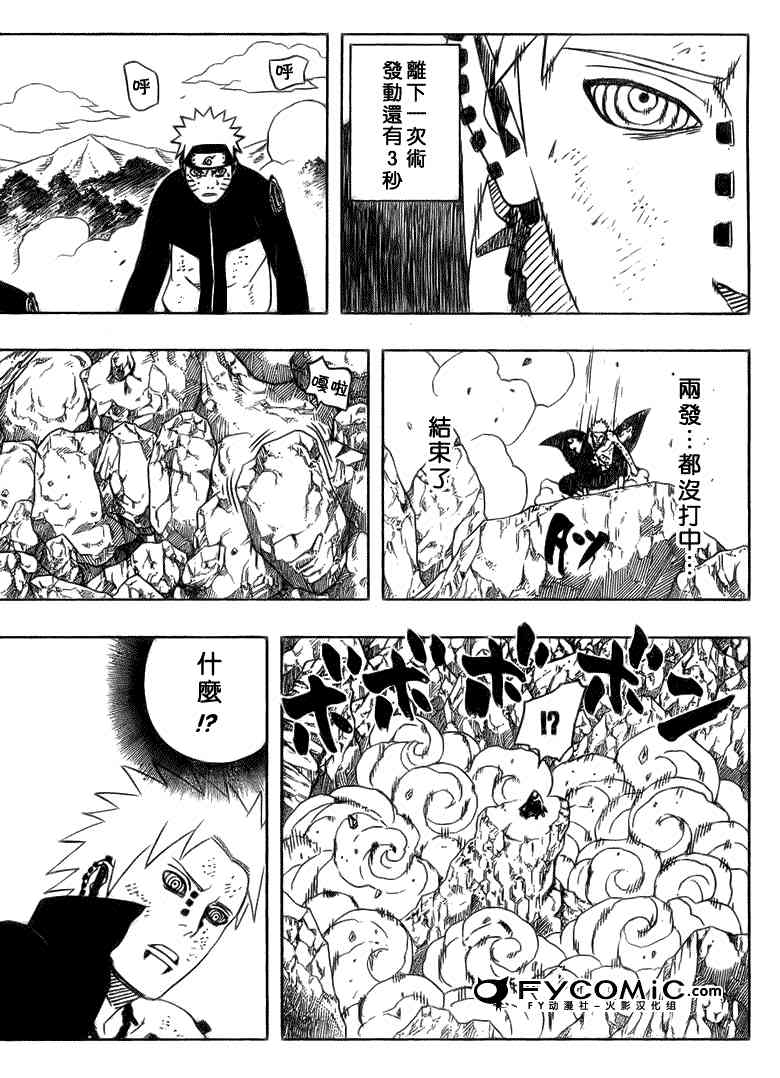 離下一次術
發動還有3秒
呼
呼
兩發…都沒打中…
結束了
タッ
嘎啦
ボボボボン
!?
什麼
!?
FYCOMIC.com
FY动漫社-火影汉化组